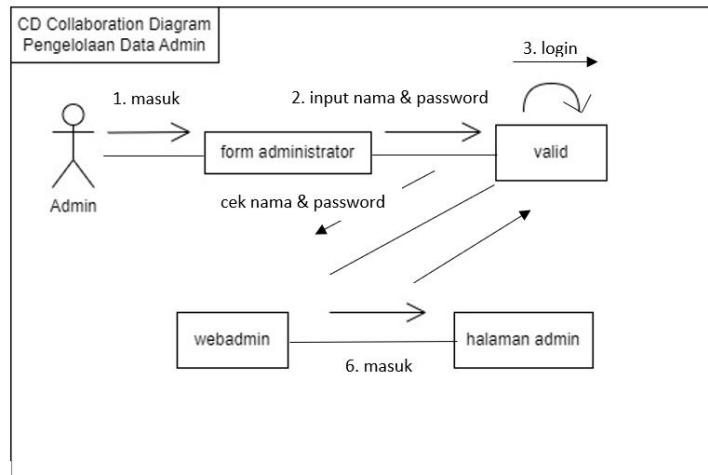 CD Collaboration Diagram
Pengelolaan Data Admin
3. login
1. masuk
2. input nama & password
form administrator
valid
Admin
cek nama & password
webadmin
halaman admin
6. masuk